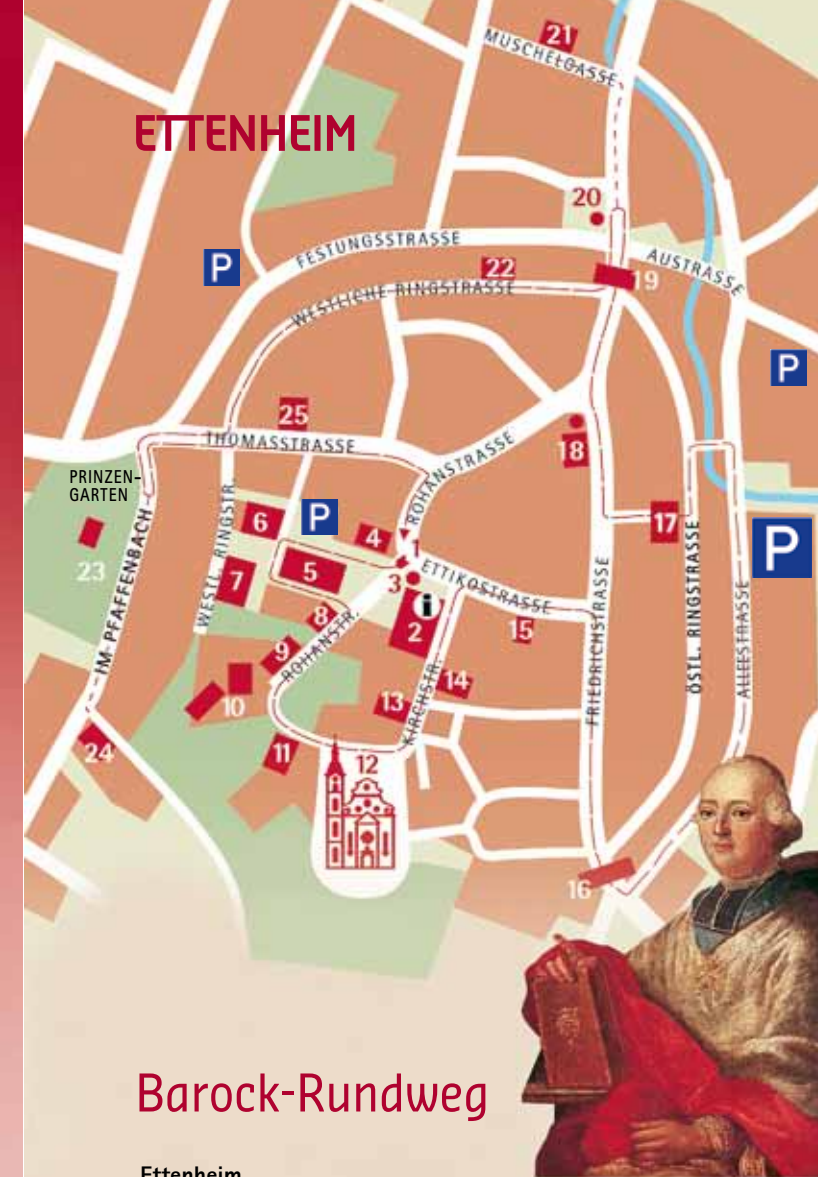 21
MUSCHELGASSE
ETTENHEIM
20
P
FESTUNGSSTRASSE
22
19
AUSTRASSE
WESTLICHE RINGSTRASSE
P
25
THOMASSTRASSE
ROHANSTRASSE
18
PRINZEN-
GARTEN
6
P
4
17
P
1
23
WESTL. RINGSTR.
7
5
3
ETTIKOSTRASSE
i
IM PFAFFENBACH
8
2
15
FRIEDRICHSTRASSE
ÖSTL. RINGSTRASSE
ALLEESTRASSE
9
ROHANSTR.
14
10
13
KIRCHSTR.
24
11
12
16
Barock-Rundweg
Ettenheim